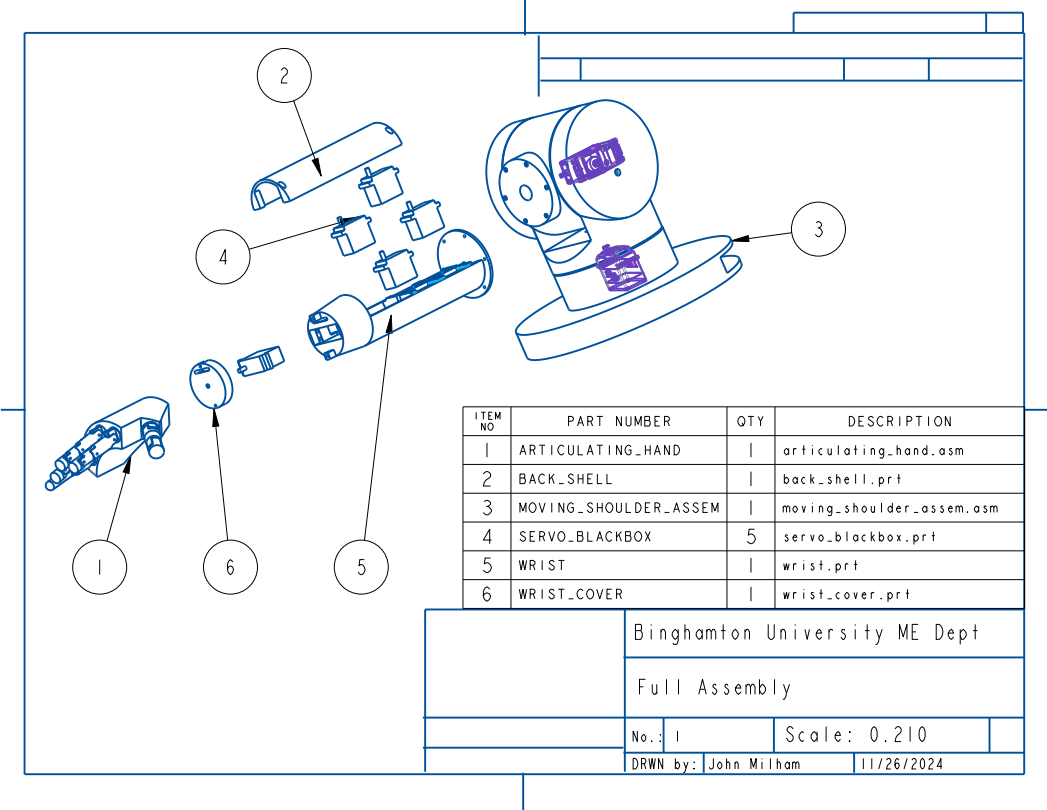 2
4
3
1
6
5
ITEM NO PART NUMBER QTY DESCRIPTION
1 ARTICULATING_HAND 1 articulating_hand.asm
2 BACK_SHELL 1 back_shell.prt
3 MOVING_SHOULDER_ASSEM 1 moving_shoulder_assem.asm
4 SERVO_BLACKBOX 5 servo_blackbox.prt
5 WRIST 1 wrist.prt
6 WRIST_COVER 1 wrist_cover.prt
Binghamton University ME Dept
Full Assembly
No.: 1 Scale: 0.210
DRWN by: John Milham 11/26/2024